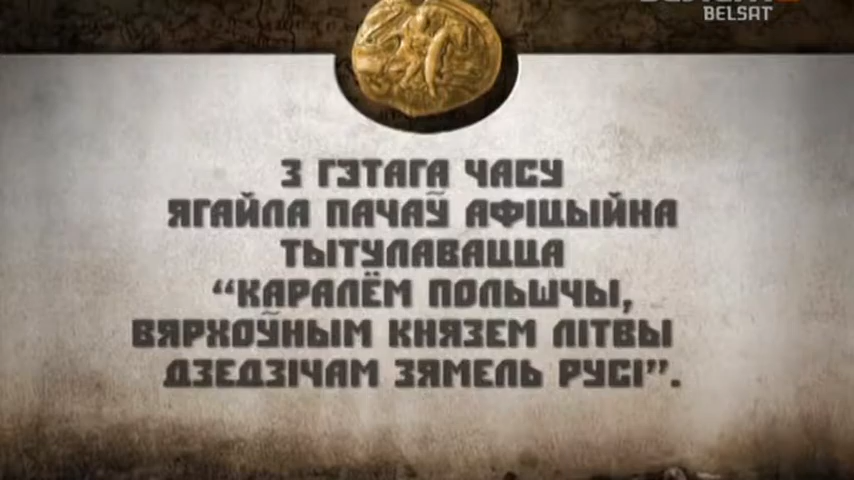 BELSAT
З ГЭТАГА ЧАСУ
ЯГАЙЛА ПАЧАЎ АФІЦЫЙНА
ТЫТУЛАВАЦЦА
“КАРАЛЁМ ПОЛЬШЧЫ,
ВЯРХОЎНЫМ КНЯЗЕМ ЛІТВЫ
ДЗЕДЗІЧАМ ЗЯМЕЛЬ РУСІ”.